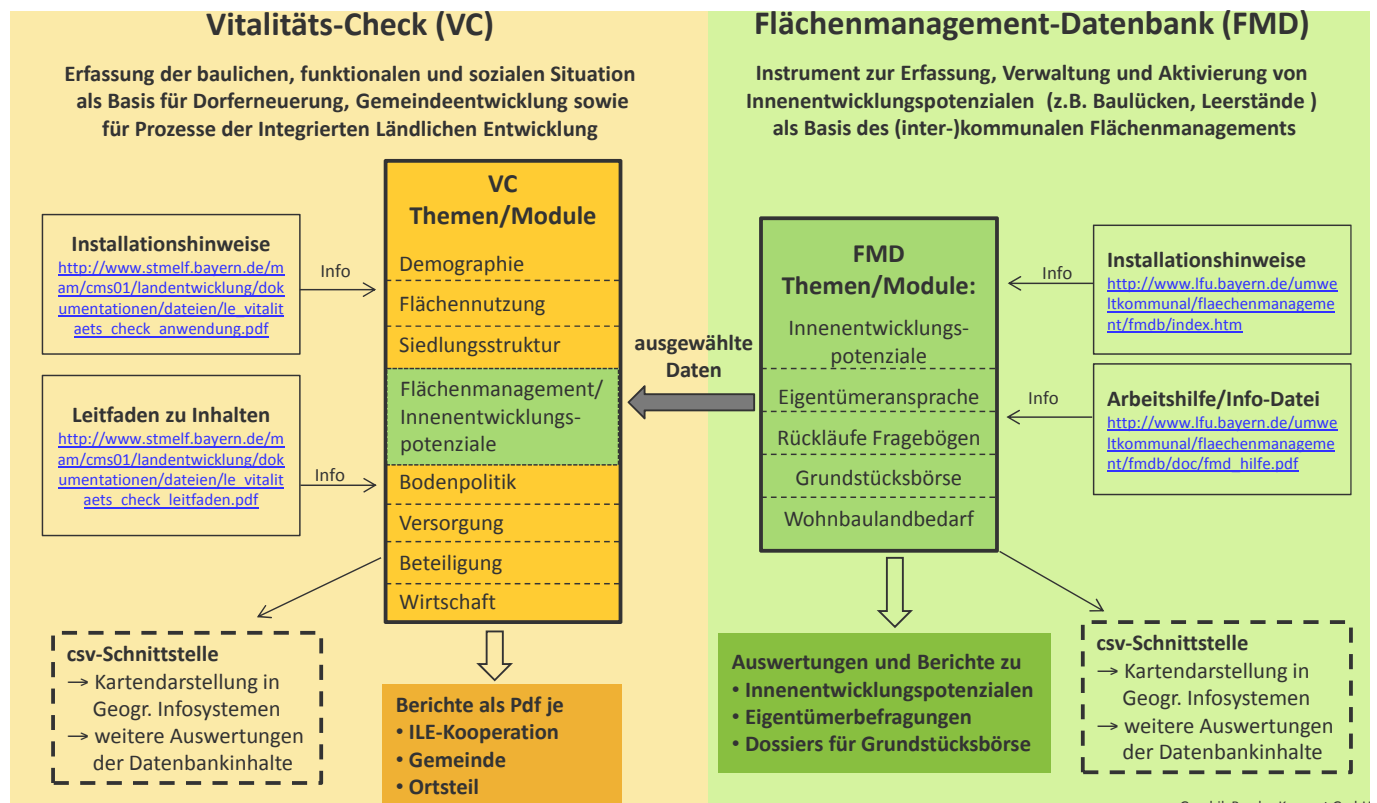 Vitalitäts-Check (VC)
Erfassung der baulichen, funktionalen und sozialen Situation
als Basis für Dorferneuerung, Gemeindeentwicklung sowie
für Prozesse der Integrierten Ländlichen Entwicklung
Installationshinweise
http://www.stmelf.bayern.de/m
am/cms01/landentwicklung/dok
umentationen/dateien/le_vitalit
aets_check_anwendung.pdf
Info
Leitfaden zu Inhalten
http://www.stmelf.bayern.de/m
am/cms01/landentwicklung/dok
umentationen/dateien/le_vitalit
aets_check_leitfaden.pdf
Info
VC
Themen/Module
Demographie
Flächennutzung
Siedlungsstruktur
Flächenmanagement/
Innenentwicklungs-
potenziale
Bodenpolitik
Versorgung
Beteiligung
Wirtschaft
csv-Schnittstelle
→ Kartendarstellung in
Geogr. Infosystemen
→ weitere Auswertungen
der Datenbankinhalte
Berichte als Pdf je
• ILE-Kooperation
• Gemeinde
• Ortsteil
ausgewählte
Daten
Flächenmanagement-Datenbank (FMD)
Instrument zur Erfassung, Verwaltung und Aktivierung von
Innenentwicklungspotenzialen (z.B. Baulücken, Leerstände )
als Basis des (inter-)kommunalen Flächenmanagements
FMD
Themen/Module:
Innenentwicklungs-
potenziale
Eigentümeransprache
Rückläufe Fragebögen
Grundstücksbörse
Wohnbaulandbedarf
Info
Installationshinweise
http://www.lfu.bayern.de/umwe
ltkommunal/flaechenmanageme
nt/fmdb/index.htm
Info
Arbeitshilfe/Info-Datei
http://www.lfu.bayern.de/umwe
ltkommunal/flaechenmanageme
nt/fmdb/doc/fmd_hilfe.pdf
Auswertungen und Berichte zu
• Innenentwicklungspotenzialen
• Eigentümerbefragungen
• Dossiers für Grundstücksbörse
csv-Schnittstelle
→ Kartendarstellung in
Geogr. Infosystemen
→ weitere Auswertungen
der Datenbankinhalte